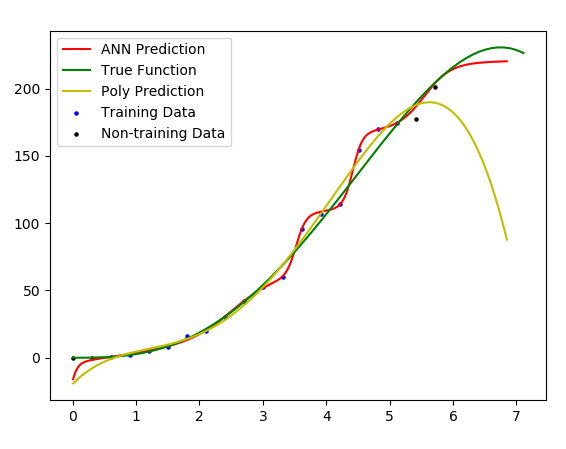 ANN Prediction
True Function
Poly Prediction
Training Data
Non-training Data
200
150
100
50
0
0 1 2 3 4 5 6 7